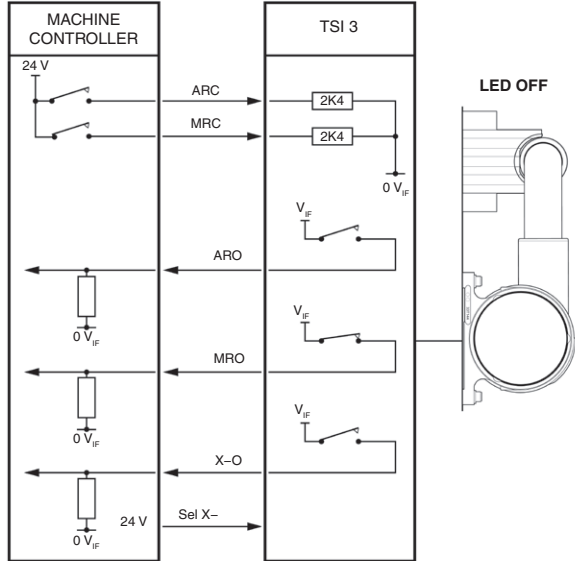 MACHINE
CONTROLLER
TSI 3
24 V
ARC
2K4
LED OFF
MRC
2K4
0 VIF
VIF
ARO
0 VIF
VIF
MRO
0 VIF
VIF
X–O
24 V
Sel X–
0 VIF